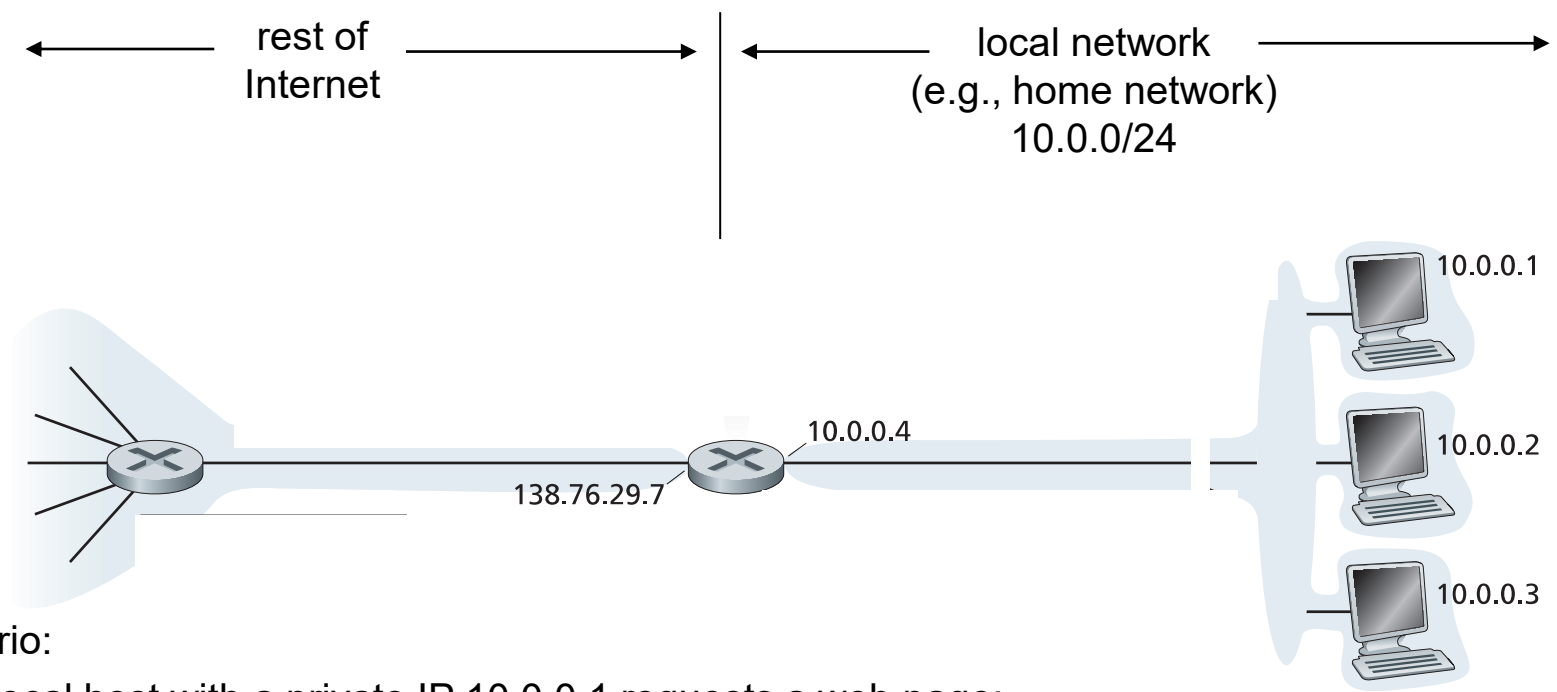 rest of
Internet
local network
(e.g., home network)
10.0.0/24
10.0.0.1
10.0.0.4
10.0.0.2
138.76.29.7
10.0.0.3
rio: